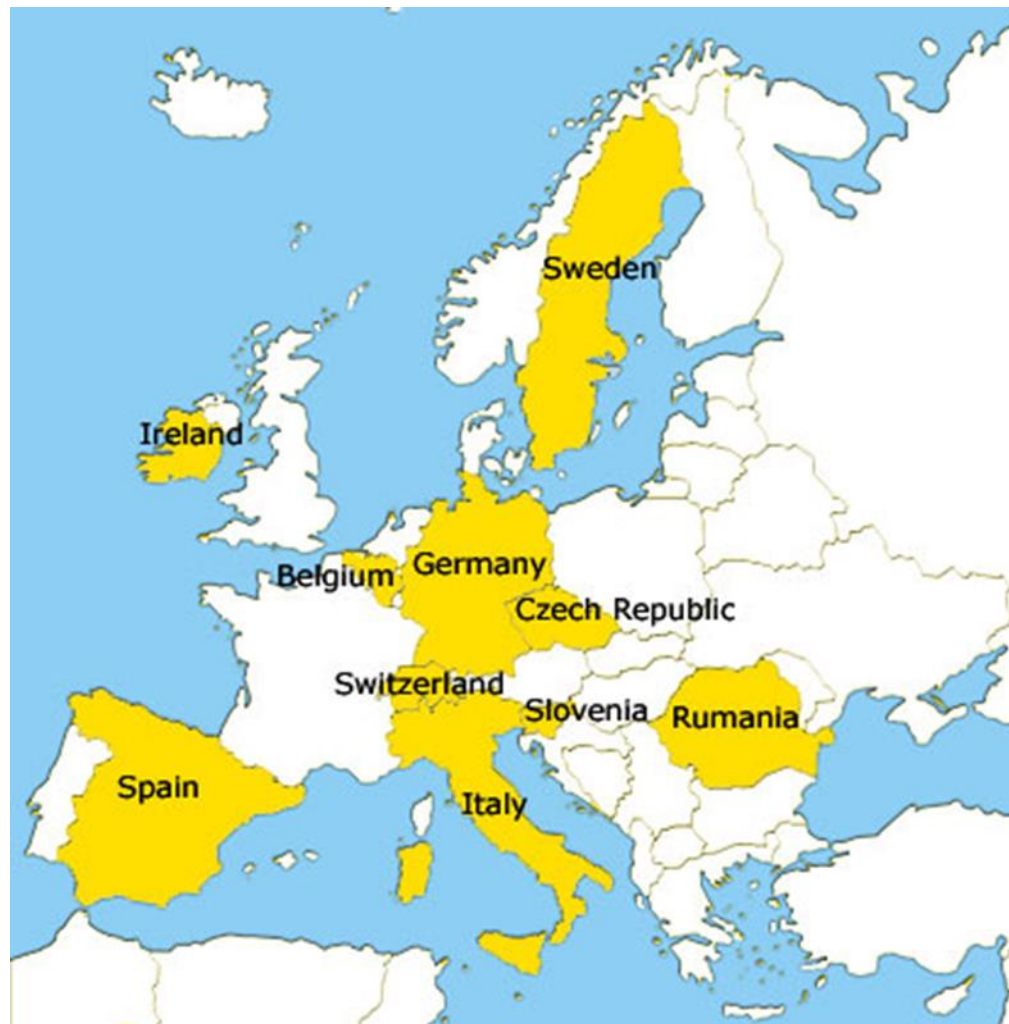 Sweden
Ireland
Belgium
Germany
Czech Republic
Switzerland
Slovenia
Rumania
Spain
Italy